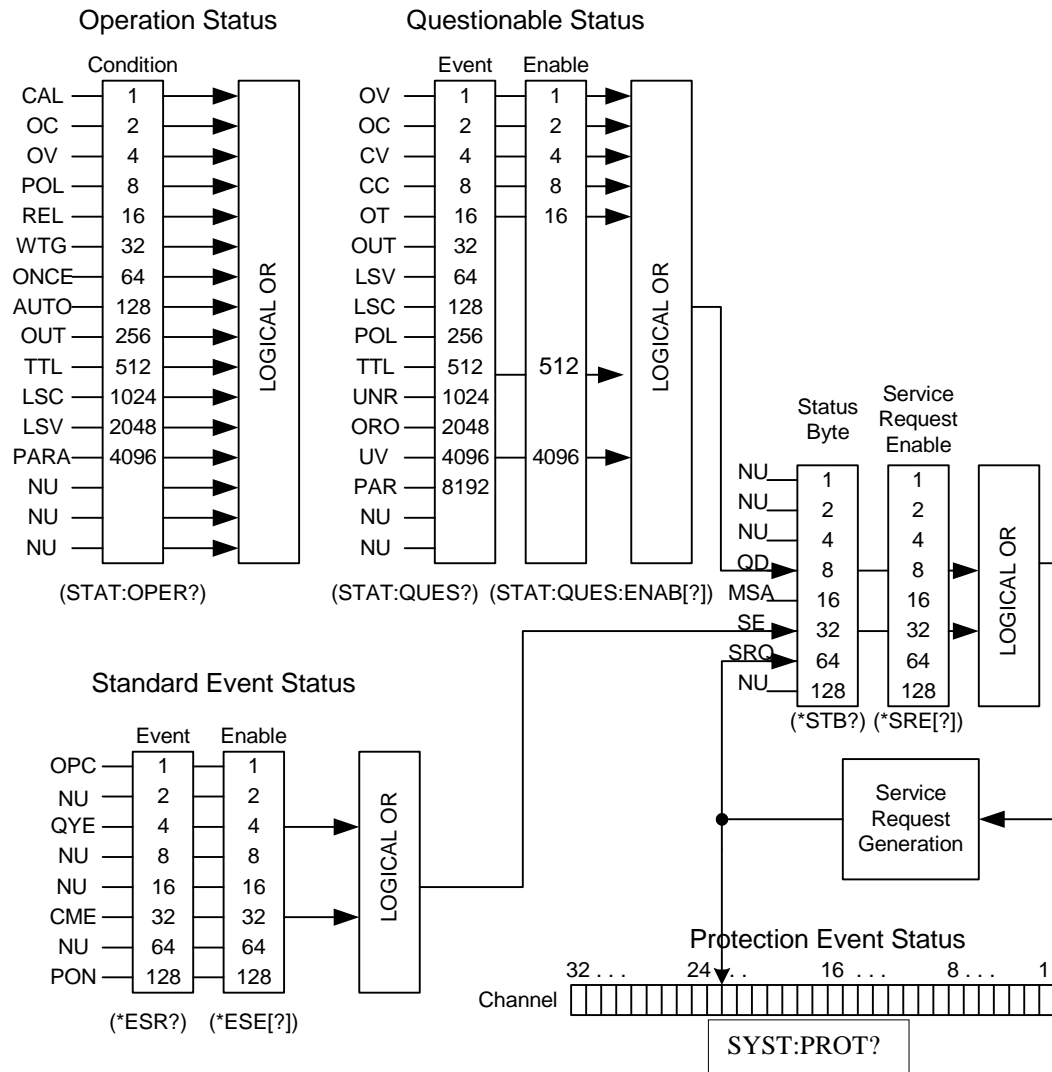 Operation Status
Condition
CAL 1
OC 2
OV 4
POL 8
REL 16
WTG 32
ONCE 64
AUTO 128
OUT 256
TTL 512
LSC 1024
LSV 2048
PARA 4096
NU
NU
NU
LOGICAL OR
(STAT:OPER?)
Questionable Status
Event Enable
OV 1 1
OC 2 2
CV 4 4
CC 8 8
OT 16 16
OUT 32
LSV 64
LSC 128
POL 256
TTL 512 512
UNR 1024
ORO 2048
UV 4096 4096
PAR 8192
NU
NU
LOGICAL OR
(STAT:QUES?) (STAT:QUES:ENAB[?])
Status
Byte
Service
Request
Enable
NU 1 1
NU 2 2
NU 4 4
QD 8 8
MSA 16 16
SE 32 32
SRQ 64 64
NU 128 128
LOGICAL OR
(*STB?) (*SRE[?])
Standard Event Status
Event Enable
OPC 1 1
NU 2 2
QYE 4 4
NU 8 8
NU 16 16
CME 32 32
NU 64 64
PON 128 128
LOGICAL OR
(*ESR?) (*ESE[?])
Service
Request
Generation
Protection Event Status
32 . . . 24 . . . 16 . . . 8 . . . 1
Channel
SYST:PROT?